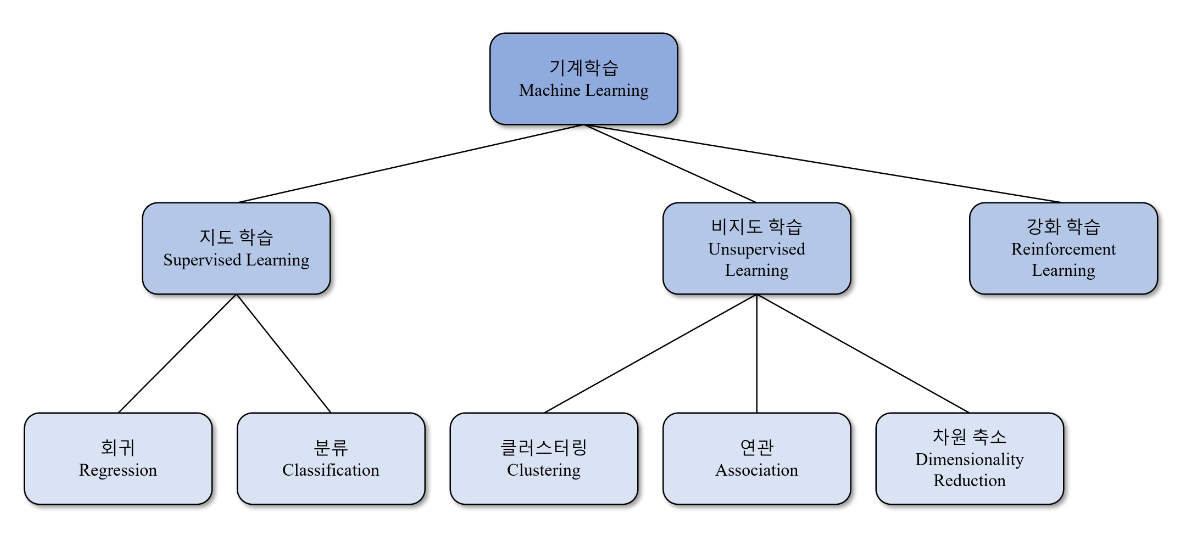 기계학습
Machine Learning
지도 학습
Supervised Learning
비지도 학습
Unsupervised
Learning
강화 학습
Reinforcement
Learning
회귀
Regression
분류
Classification
클러스터링
Clustering
연관
Association
차원 축소
Dimensionality
Reduction